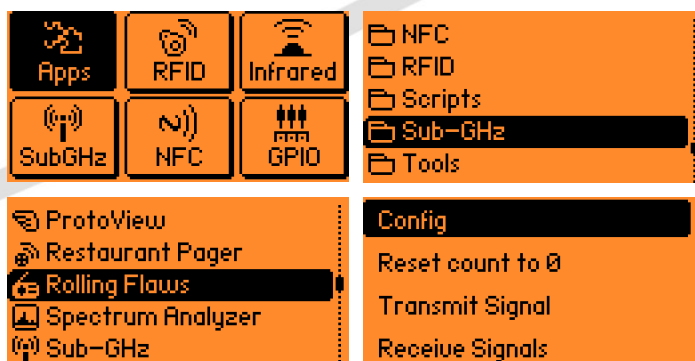 Apps
RFID
Infrared
SubGHz
NFC
GPIO
NFC
RFID
Scripts
Sub-GHz
Tools
ProtoView
Restaurant Pager
Rolling Flaws
Spectrum Analyzer
Sub-GHz
Config
Reset count to 0
Transmit Signal
Receive Signals